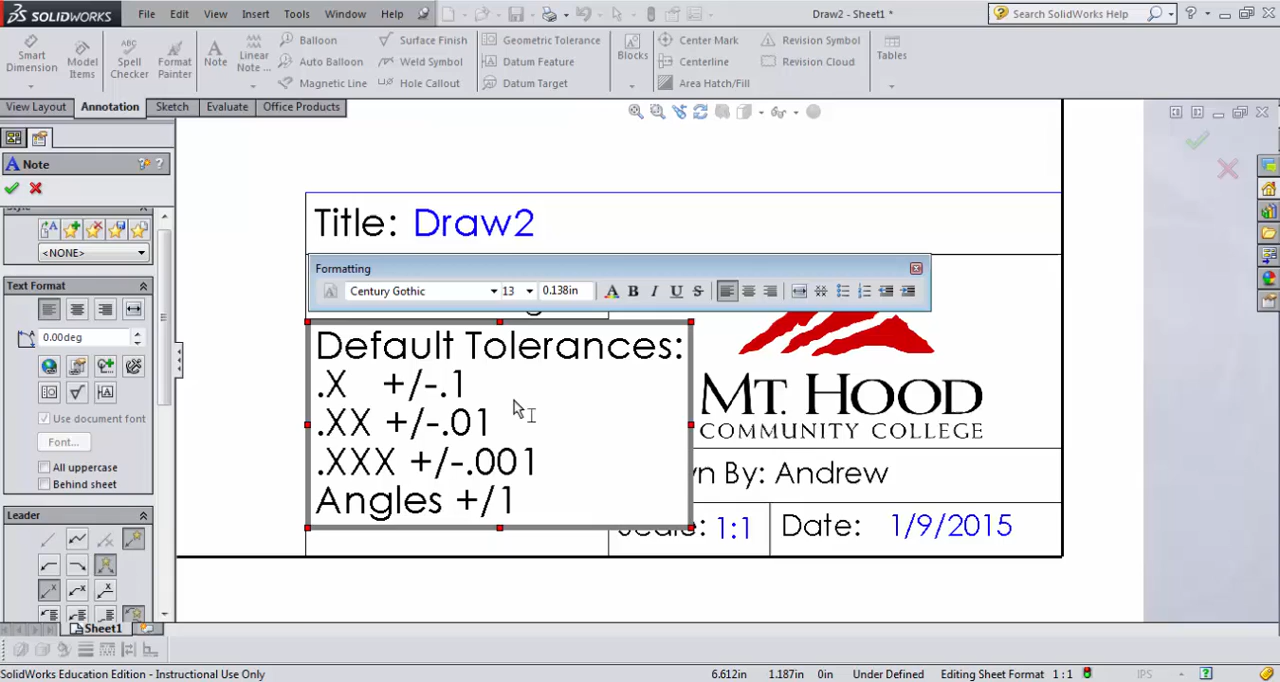 SOLIDWORKS
File Edit View Insert Tools Window Help
Draw2 - Sheet1 *
Search SolidWorks Help
Smart
Dimension
Model
Items
ABC
Spell
Checker
Format
Painter
Note
Linear
Note ...
Balloon
Auto Balloon
Magnetic Line
Surface Finish
Weld Symbol
Hole Callout
Geometric Tolerance
Datum Feature
Datum Target
Blocks
Center Mark
Centerline
Area Hatch/Fill
Revision Symbol
Revision Cloud
Tables
View Layout Annotation Sketch Evaluate Office Products
Note
Style
<NONE>
Text Format
0.00deg
Use document font
Font...
All uppercase
Behind sheet
Leader
Title: Draw2
Formatting
Century Gothic 13 0.138in A B I U S
Default Tolerances:
.X +/-.1
.XX +/-.01
.XXX +/-.001
Angles +/1
MT. HOOD
COMMUNITY COLLEGE
n By: Andrew
Scale: 1:1 Date: 1/9/2015
Sheet1
SolidWorks Education Edition - Instructional Use Only
6.612in 1.187in 0in Under Defined Editing Sheet Format 1 : 1 IPS